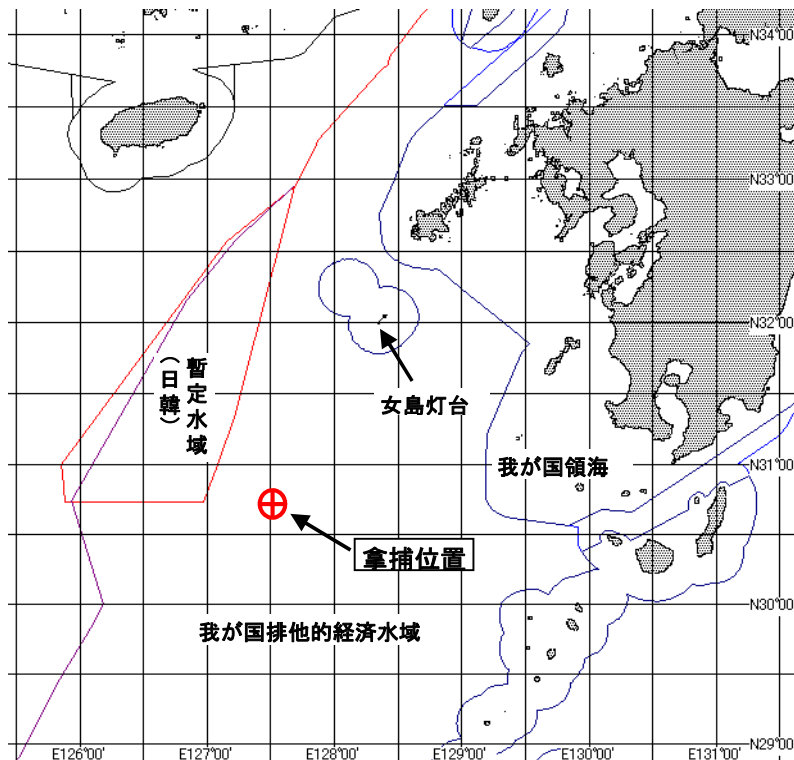 N34°00'
N33°00'
N32°00'
暫定水域
（日韓）
女島灯台
我が国領海
N31°00'
拿捕位置
N30°00'
我が国排他的経済水域
N29°00'
E126°00'
E127°00'
E128°00'
E129°00'
E130°00'
E131°00'